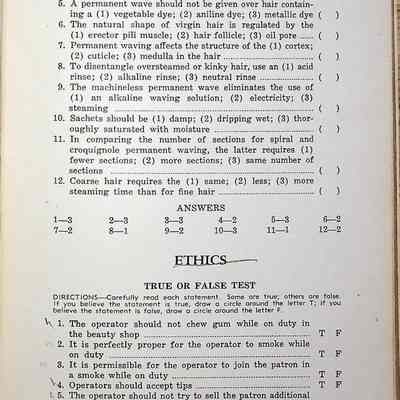 5. A permanent wave should not be given over hair contain-
ing a (1) vegetable dye; (2) aniline dye; (3) metallic dye ( )
6. The natural shape of virgin hair is regulated by the
(1) erector pili muscle; (2) hair follicle; (3) oil pore ..... ( )
7. Permanent waving affects the structure of the (1) cortex;
(2) cuticle; (3) medulla in the hair ........................ ( )
8. To disentangle oversteamed or kinky hair, use an (1) acid
rinse; (2) alkaline rinse; (3) neutral rinse ........................ ( )
9. The machineless permanent wave eliminates the use of
(1) an alkaline waving solution; (2) electricity; (3)
steaming ........................ ( )
10. Sachets should be (1) damp; (2) dripping wet; (3) thor-
oughly saturated with moisture ........................ ( )
11. In comparing the number of sections for spiral and
croquignole permanent waving, the latter requires (1)
fewer sections; (2) more sections; (3) same number of
sections ........................ ( )
12. Coarse hair requires the (1) same; (2) less; (3) more
steaming time than for fine hair ........................ ( )
ANSWERS
1—3 2—3 3—3 4—2 5—3 6—2
7—2 8—1 9—2 10—3 11—1 12—2
ETHICS
TRUE OR FALSE TEST
DIRECTIONS—Carefully read each statement. Some are true; others are false.
If you believe the statement is true, draw a circle around the letter T; if you
believe the statement is false, draw a circle around the letter F.
1. The operator should not chew gum while on duty in
the beauty shop ........................ T F
2. It is perfectly proper for the operator to smoke while
on duty ........................ T F
3. It is permissible for the operator to join the patron in
a smoke while on duty ........................ T F
4. Operators should accept tips ........................ T F
5. The operator should not try to sell the patron additional